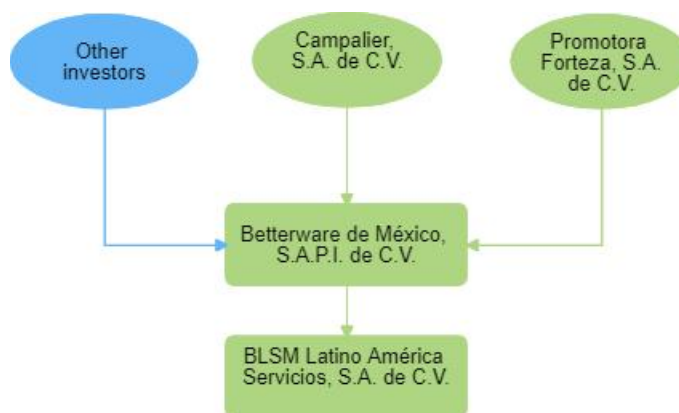 Other
investors
Campalier,
S.A. de C.V.
Promotora
Forteza, S.A.
de C.V.
Betterware de México,
S.A.P.I. de C.V.
BLSM Latino América
Servicios, S.A. de C.V.